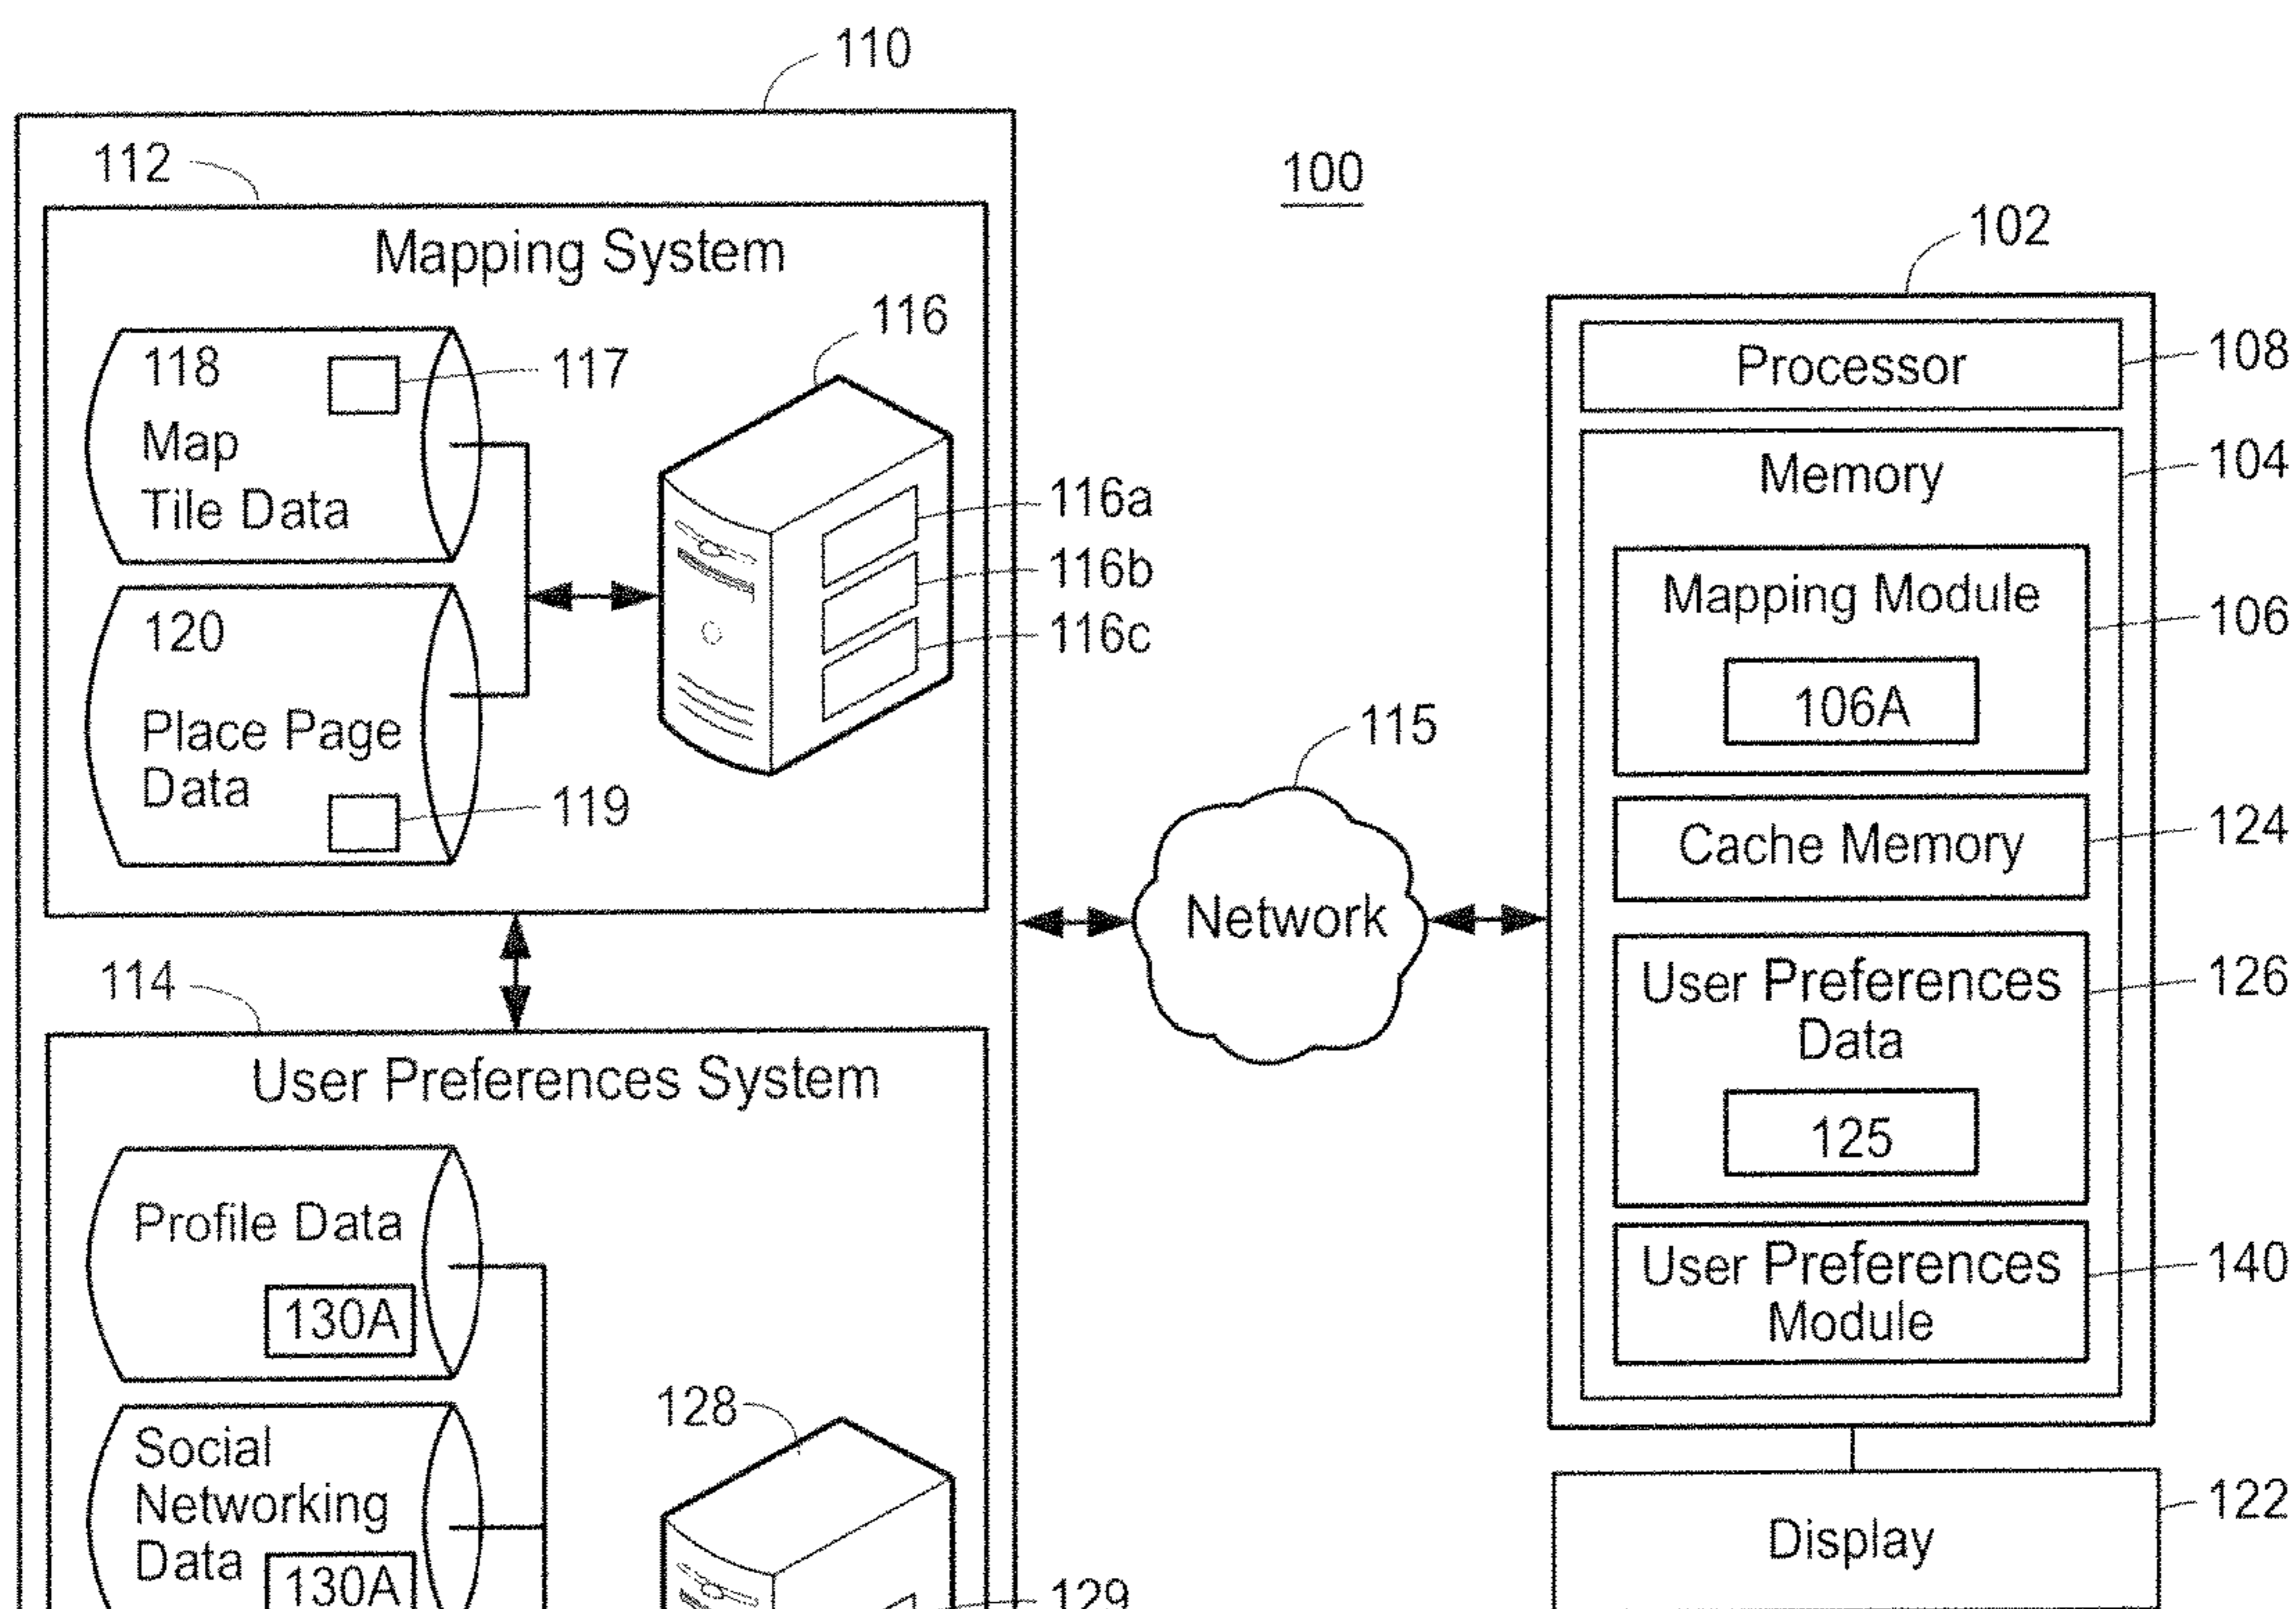 110
112
100
Mapping System
102
116
118
117
Processor
108
Map
Tile Data
Memory
104
116a
116b
116c
Mapping Module
106
106A
120
Place Page
Data
119
115
Cache Memory
124
Network
114
User Preferences
Data
126
125
User Preferences System
Profile Data
130A
User Preferences
Module
140
128
Social
Networking
Data
130A
129
Display
122